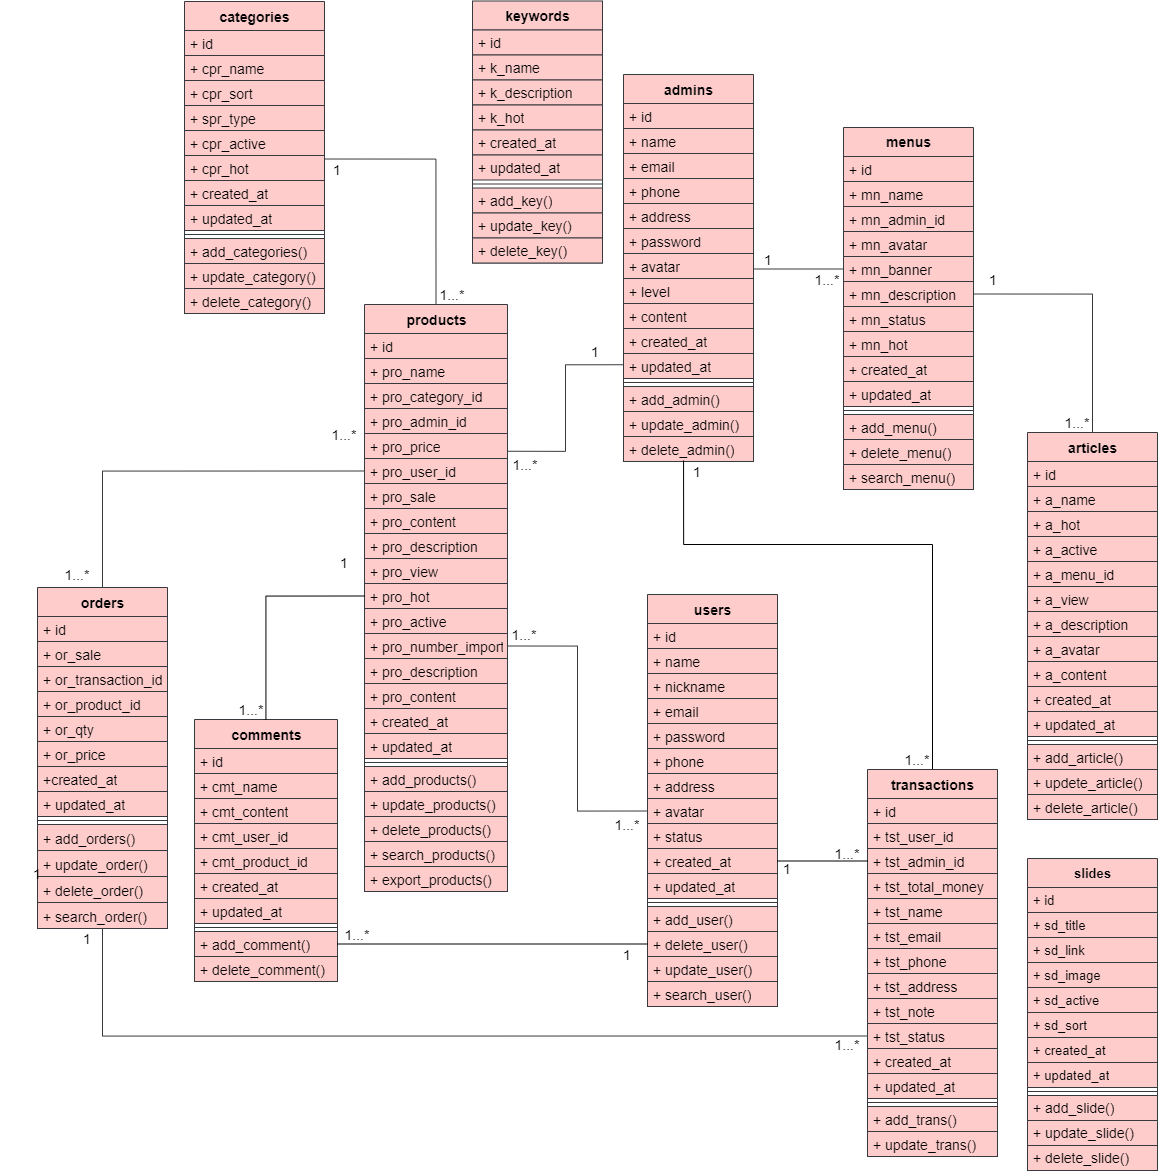 categories
+ id
+ cpr_name
+ cpr_sort
+ spr_type
+ cpr_active
+ cpr_hot
+ created_at
+ updated_at
+ add_categories()
+ update_category()
+ delete_category()
1
1...*
keywords
+ id
+ k_name
+ k_description
+ k_hot
+ created_at
+ updated_at
+ add_key()
+ update_key()
+ delete_key()
admins
+ id
+ name
+ email
+ phone
+ address
+ password
+ avatar
+ level
+ content
+ created_at
+ updated_at
+ add_admin()
+ update_admin()
+ delete_admin()
1
1...*
1
1...*
1
menus
+ id
+ mn_name
+ mn_admin_id
+ mn_avatar
+ mn_banner
+ mn_description
+ mn_status
+ mn_hot
+ created_at
+ updated_at
+ add_menu()
+ delete_menu()
+ search_menu()
1
1...*
products
+ id
+ pro_name
+ pro_category_id
+ pro_admin_id
+ pro_price
+ pro_user_id
+ pro_sale
+ pro_content
+ pro_description
+ pro_view
+ pro_hot
+ pro_active
+ pro_number_import
+ pro_description
+ pro_content
+ created_at
+ updated_at
+ add_products()
+ update_products()
+ delete_products()
+ search_products()
+ export_products()
1...*
1...*
1
1...*
1...*
1...*
articles
+ id
+ a_name
+ a_hot
+ a_active
+ a_menu_id
+ a_view
+ a_description
+ a_avatar
+ a_content
+ created_at
+ updated_at
+ add_article()
+ updete_article()
+ delete_article()
orders
+ id
+ or_sale
+ or_transaction_id
+ or_product_id
+ or_qty
+ or_price
+created_at
+ updated_at
+ add_orders()
+ update_order()
+ delete_order()
+ search_order()
1
1
comments
+ id
+ cmt_name
+ cmt_content
+ cmt_user_id
+ cmt_product_id
+ created_at
+ updated_at
+ add_comment()
+ delete_comment()
1...*
1
users
+ id
+ name
+ nickname
+ email
+ password
+ phone
+ address
+ avatar
+ status
+ created_at
+ updated_at
+ add_user()
+ delete_user()
+ update_user()
+ search_user()
1
1...*
1...*
1...*
transactions
+ id
+ tst_user_id
+ tst_admin_id
+ tst_total_money
+ tst_name
+ tst_email
+ tst_phone
+ tst_address
+ tst_note
+ tst_status
+ created_at
+ updated_at
+ add_trans()
+ update_trans()
slides
+ id
+ sd_title
+ sd_link
+ sd_image
+ sd_active
+ sd_sort
+ created_at
+ updated_at
+ add_slide()
+ update_slide()
+ delete_slide()